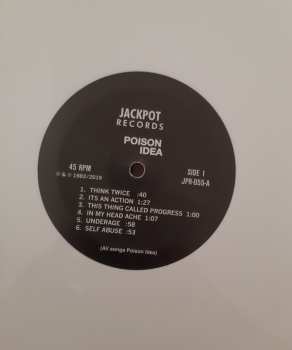 JACKPOT
RECORDS
POISON
IDEA
45 RPM
SIDE 1
℗ & © 1983/2019
JPR-055-A
1. THINK TWICE :40
2. ITS AN ACTION 1:27
3. THIS THING CALLED PROGRESS 1:00
4. IN MY HEAD ACHE 1:07
5. UNDERAGE :58
6. SELF ABUSE :53
(All songs Poison Idea)